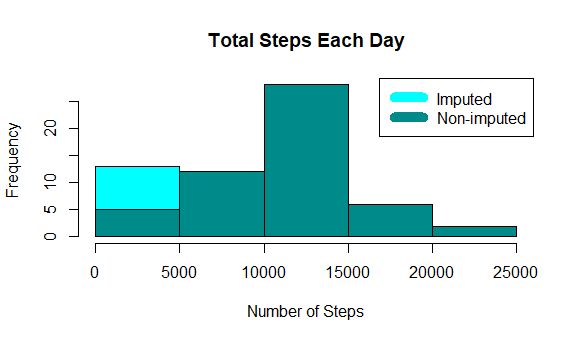 Total Steps Each Day
Imputed
Non-imputed
Frequency
20
10
5
0
0 5000 10000 15000 20000 25000
Number of Steps